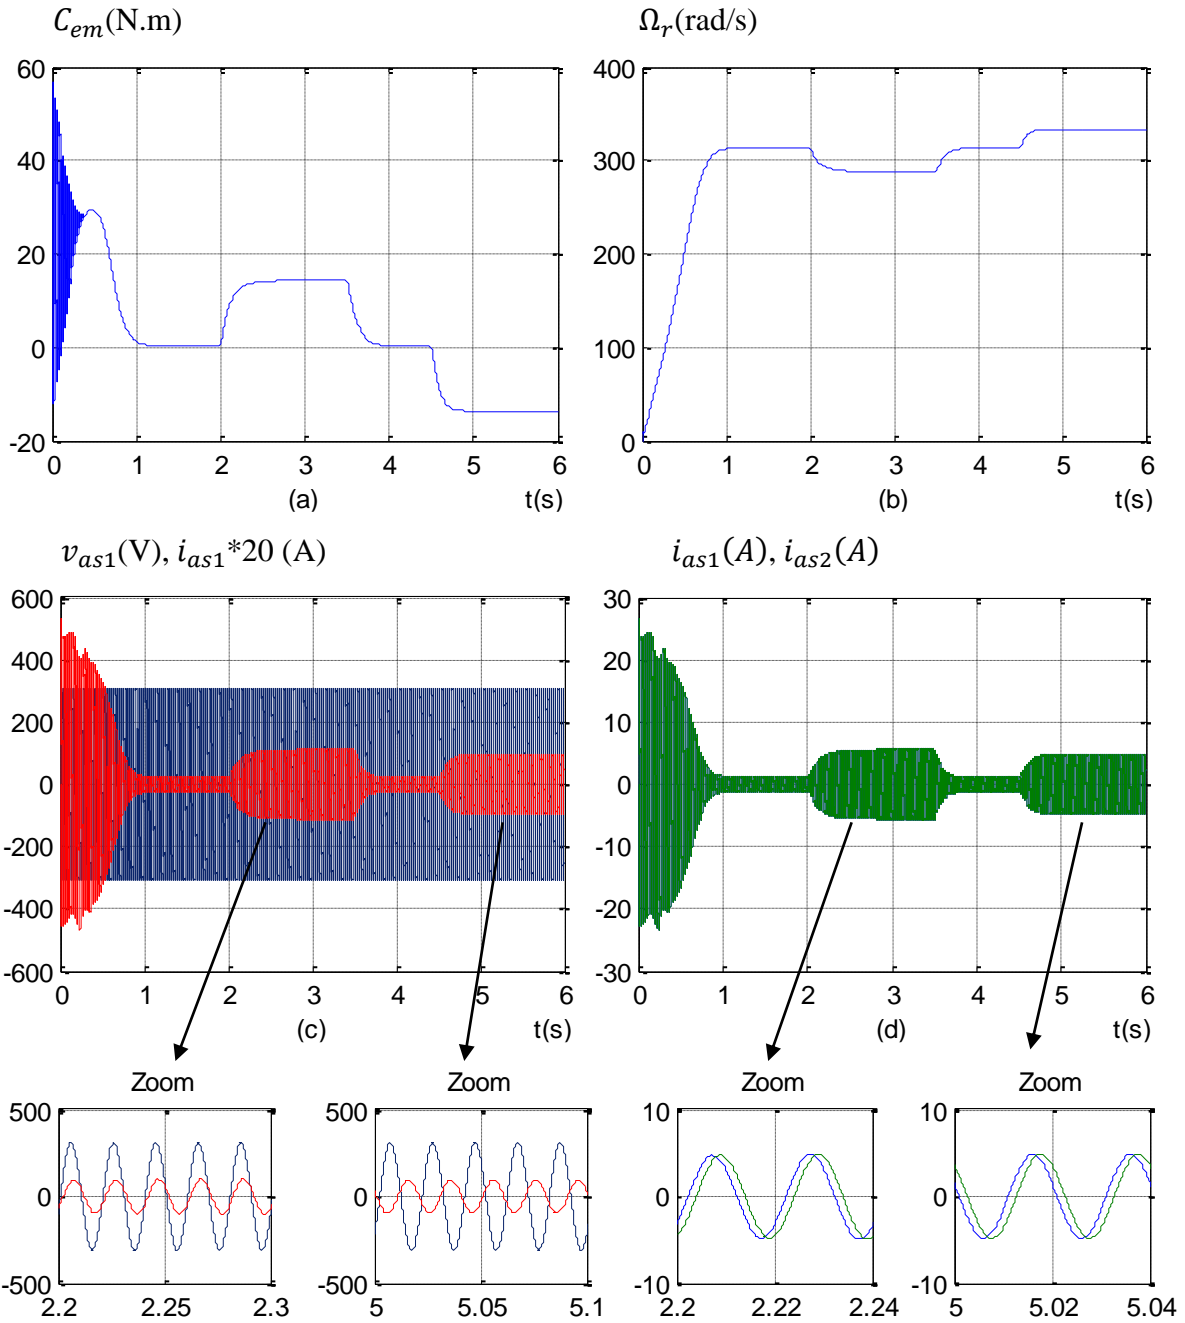 C_em(N.m) Ω_r(rad/s)
60 400
40 300
20 200
0 100
-20 0
0 1 2 3 4 5 6 0 1 2 3 4 5 6
(a) t(s) (b) t(s)
v_as1(V), i_as1*20 (A) i_as1(A), i_as2(A)
600 30
400 20
200 10
0 0
-200 -10
-400 -20
-600 -30
0 1 2 3 4 5 6 0 1 2 3 4 5 6
(c) t(s) (d) t(s)
Zoom Zoom Zoom Zoom
500 500 10 10
0 0 0 0
-500 -500 -10 -10
2.2 2.25 2.3 5 5.05 5.1 2.2 2.22 2.24 5 5.02 5.04